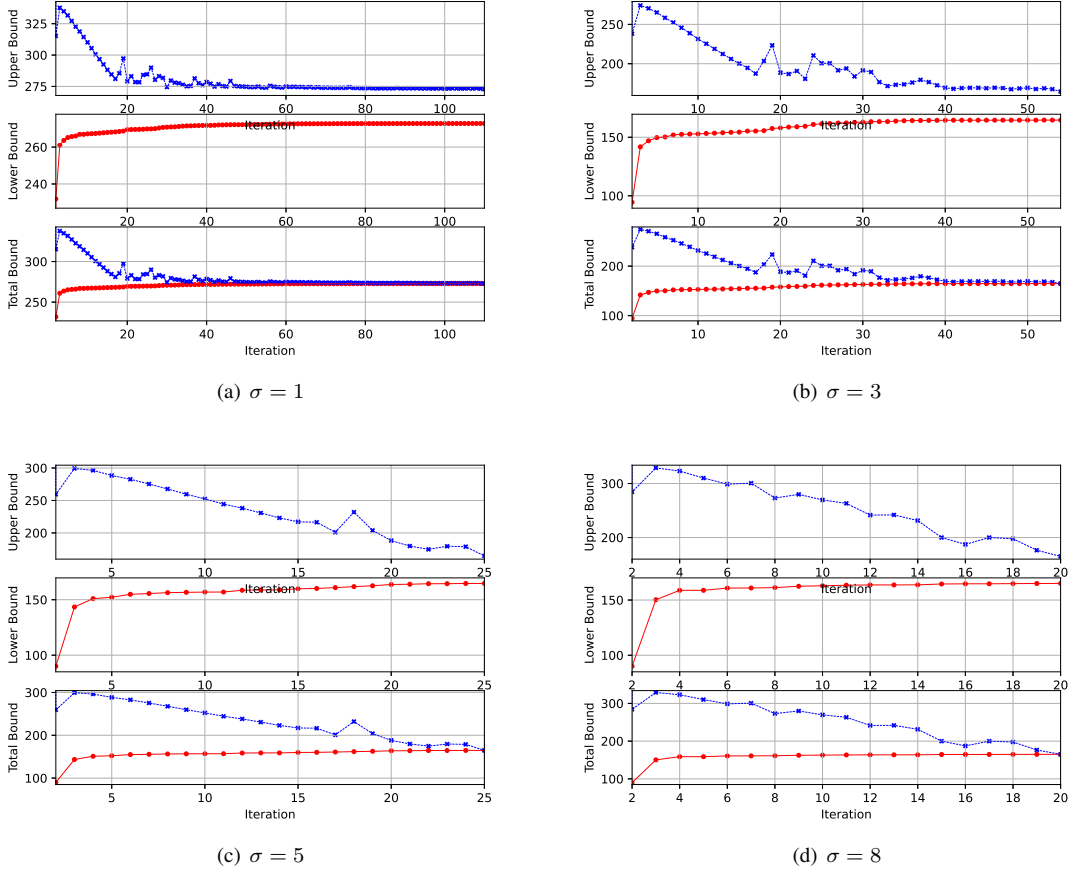 Upper Bound
325
300
275
20 40 60 80 100
Iteration
Lower Bound
260
240
20 40 60 80 100
Total Bound
300
250
20 40 60 80 100
Iteration
(a) σ = 1
Upper Bound
250
200
10 20 30 40 50
Iteration
Lower Bound
150
100
10 20 30 40 50
Total Bound
200
100
10 20 30 40 50
Iteration
(b) σ = 3
Upper Bound
300
250
200
5 10 15 20 25
Iteration
Lower Bound
150
100
5 10 15 20 25
Total Bound
300
200
100
5 10 15 20 25
Iteration
(c) σ = 5
Upper Bound
300
200
2 4 6 8 10 12 14 16 18 20
Iteration
Lower Bound
150
100
2 4 6 8 10 12 14 16 18 20
Total Bound
300
200
100
2 4 6 8 10 12 14 16 18 20
Iteration
(d) σ = 8